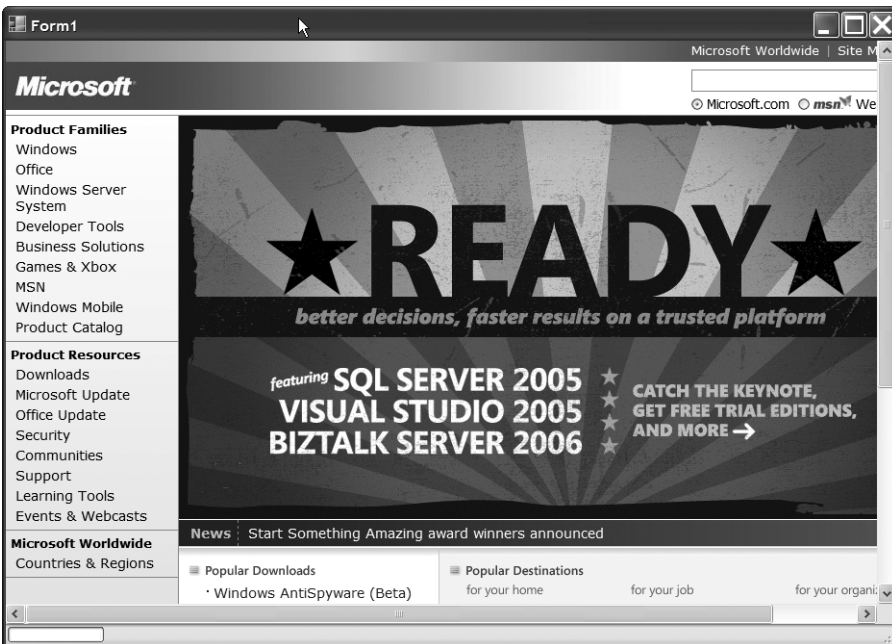 Form1
Microsoft Worldwide | Site M
Microsoft
Microsoft.com msn We
Product Families
Windows
Office
Windows Server
System
Developer Tools
Business Solutions
Games & Xbox
MSN
Windows Mobile
Product Catalog
Product Resources
Downloads
Microsoft Update
Office Update
Security
Communities
Support
Learning Tools
Events & Webcasts
Microsoft Worldwide
Countries & Regions
READY
better decisions, faster results on a trusted platform
featuring SQL SERVER 2005
VISUAL STUDIO 2005
BIZTALK SERVER 2006
CATCH THE KEYNOTE,
GET FREE TRIAL EDITIONS,
AND MORE →
News Start Something Amazing award winners announced
Popular Downloads
· Windows AntiSpyware (Beta)
Popular Destinations
for your home for your job for your organi